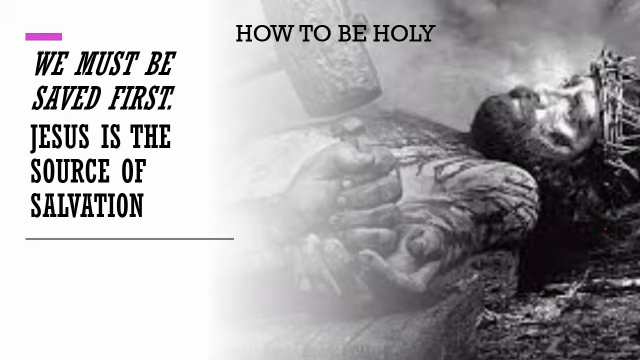 HOW TO BE HOLY
WE MUST BE
SAVED FIRST.
JESUS IS THE
SOURCE OF
SALVATION